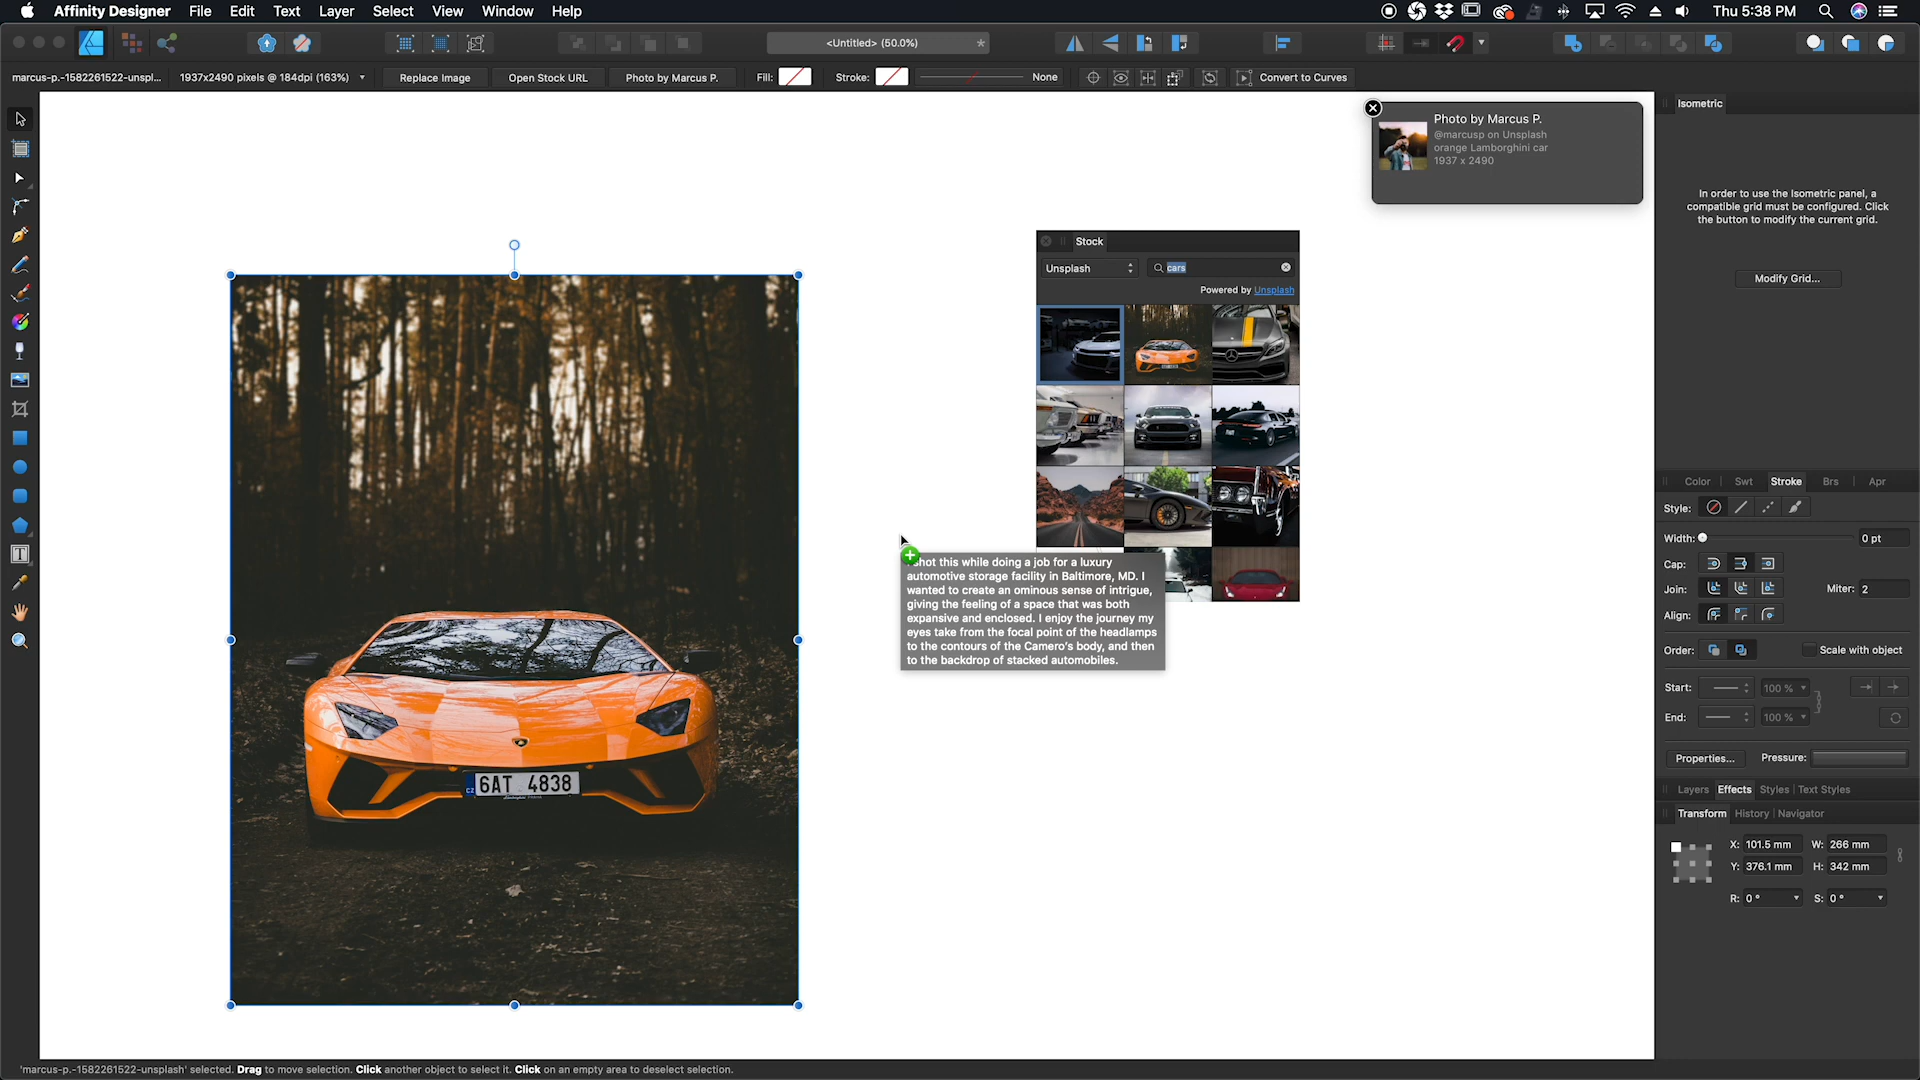 Affinity Designer File Edit Text Layer Select View Window Help Thu 5:38 PM
<Untitled> (50.0%)
marcus-p.-1582261522-unspl... 1937x2490 pixels @ 184dpi (163%) Replace Image Open Stock URL Photo by Marcus P. Fill: Stroke: None Convert to Curves
Photo by Marcus P.
@marcusp on Unsplash
orange Lamborghini car
1937 x 2490
Isometric
In order to use the Isometric panel, a
compatible grid must be configured. Click
the button to modify the current grid.
Modify Grid...
Stock
Unsplash cars
Powered by Unsplash
shot this while doing a job for a luxury
automotive storage facility in Baltimore, MD. I
wanted to create an ominous sense of intrigue,
giving the feeling of a space that was both
expansive and enclosed. I enjoy the journey my
eyes take from the focal point of the headlamps
to the contours of the Camero's body, and then
to the backdrop of stacked automobiles.
CZ 6AT 4838
Color Swt Stroke Brs Apr
Style:
Width: 0 pt
Cap:
Join: Miter: 2
Align:
Order: Scale with object
Start: 100 %
End: 100 %
Properties... Pressure:
Layers Effects Styles Text Styles
Transform History Navigator
X: 101.5 mm W: 266 mm
Y: 376.1 mm H: 342 mm
R: 0 ° S: 0 °
'marcus-p.-1582261522-unsplash' selected. Drag to move selection. Click another object to select it. Click on an empty area to deselect selection.